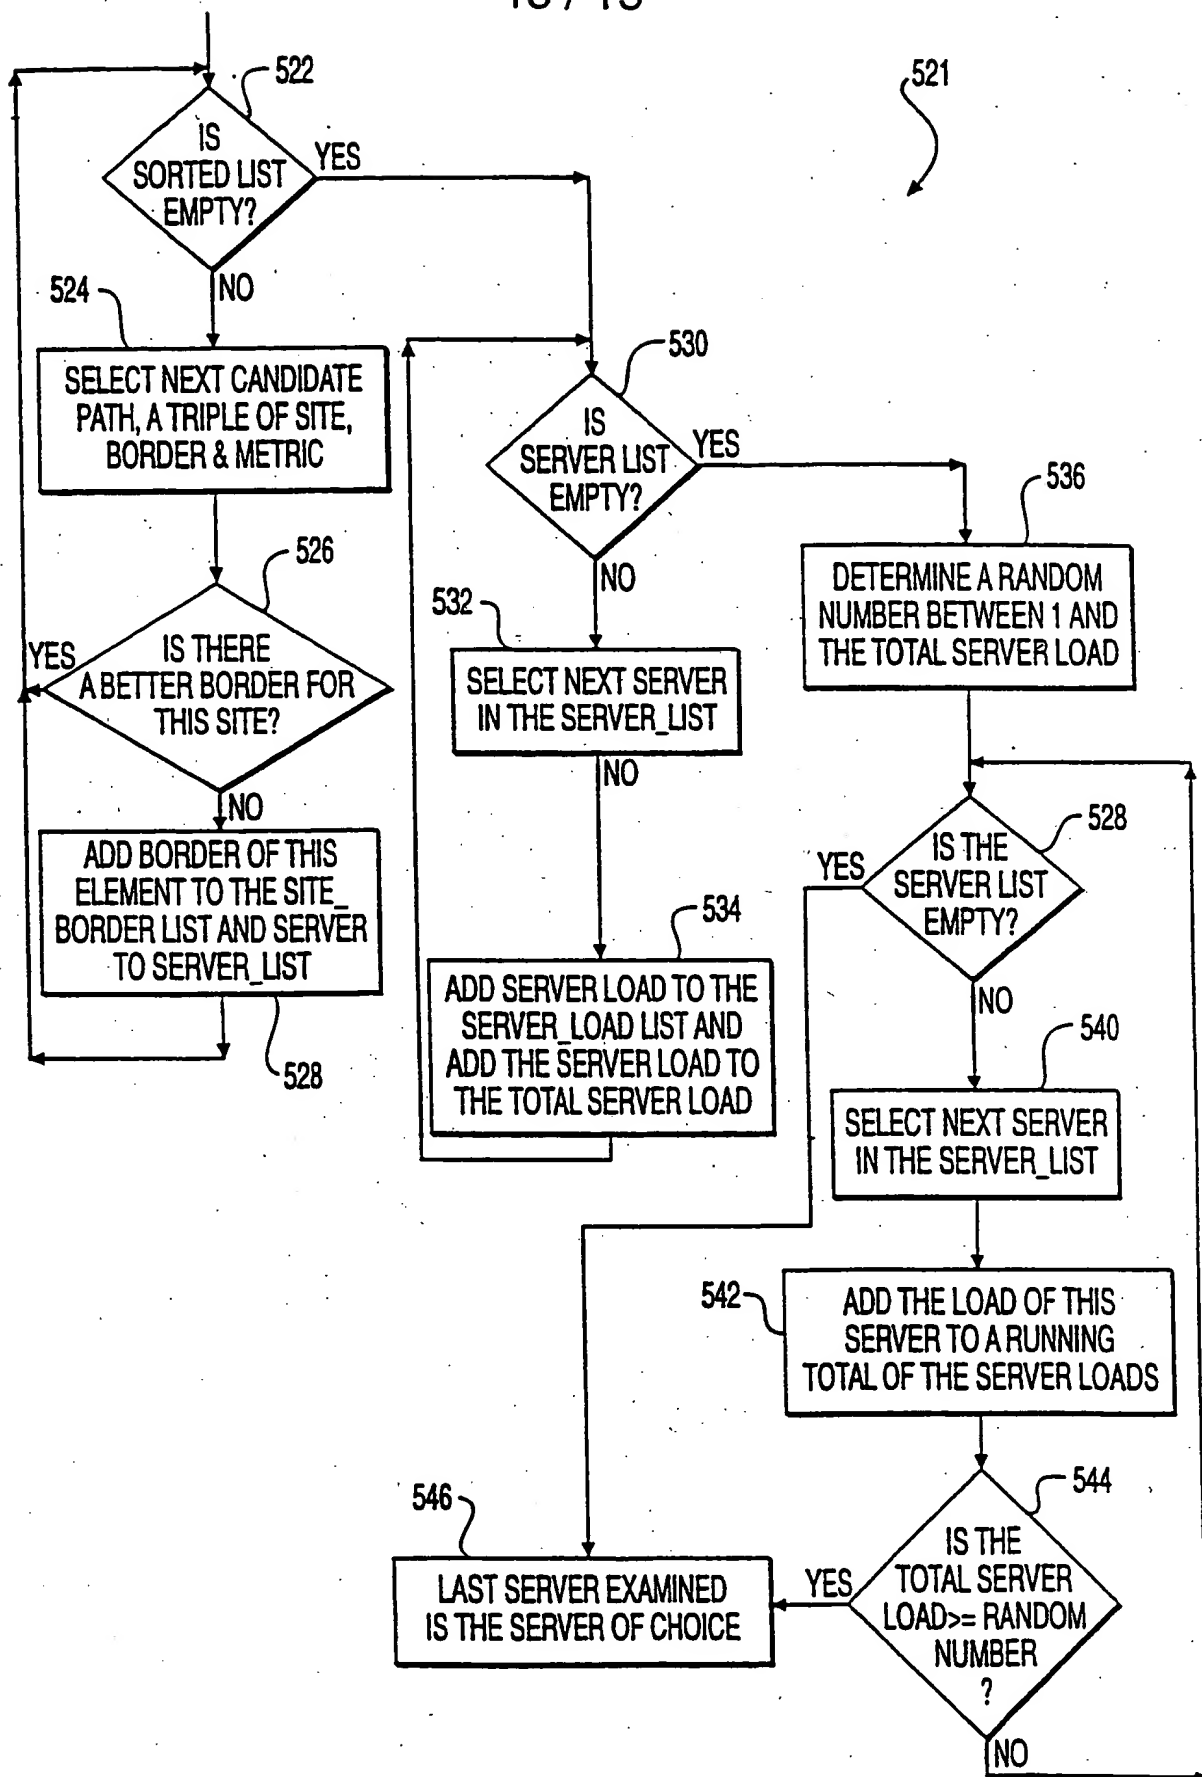 522
521
IS
SORTED LIST
EMPTY?
YES
NO
524
SELECT NEXT CANDIDATE
PATH, A TRIPLE OF SITE,
BORDER & METRIC
526
IS THERE
A BETTER BORDER FOR
THIS SITE?
YES
NO
ADD BORDER OF THIS
ELEMENT TO THE SITE_
BORDER LIST AND SERVER
TO SERVER_LIST
528
530
IS
SERVER LIST
EMPTY?
YES
NO
532
SELECT NEXT SERVER
IN THE SERVER_LIST
NO
534
ADD SERVER LOAD TO THE
SERVER_LOAD LIST AND
ADD THE SERVER LOAD TO
THE TOTAL SERVER LOAD
536
DETERMINE A RANDOM
NUMBER BETWEEN 1 AND
THE TOTAL SERVER LOAD
528
IS THE
SERVER LIST
EMPTY?
YES
NO
540
SELECT NEXT SERVER
IN THE SERVER_LIST
542
ADD THE LOAD OF THIS
SERVER TO A RUNNING
TOTAL OF THE SERVER LOADS
544
IS THE
TOTAL SERVER
LOAD>= RANDOM
NUMBER
?
YES
NO
546
LAST SERVER EXAMINED
IS THE SERVER OF CHOICE